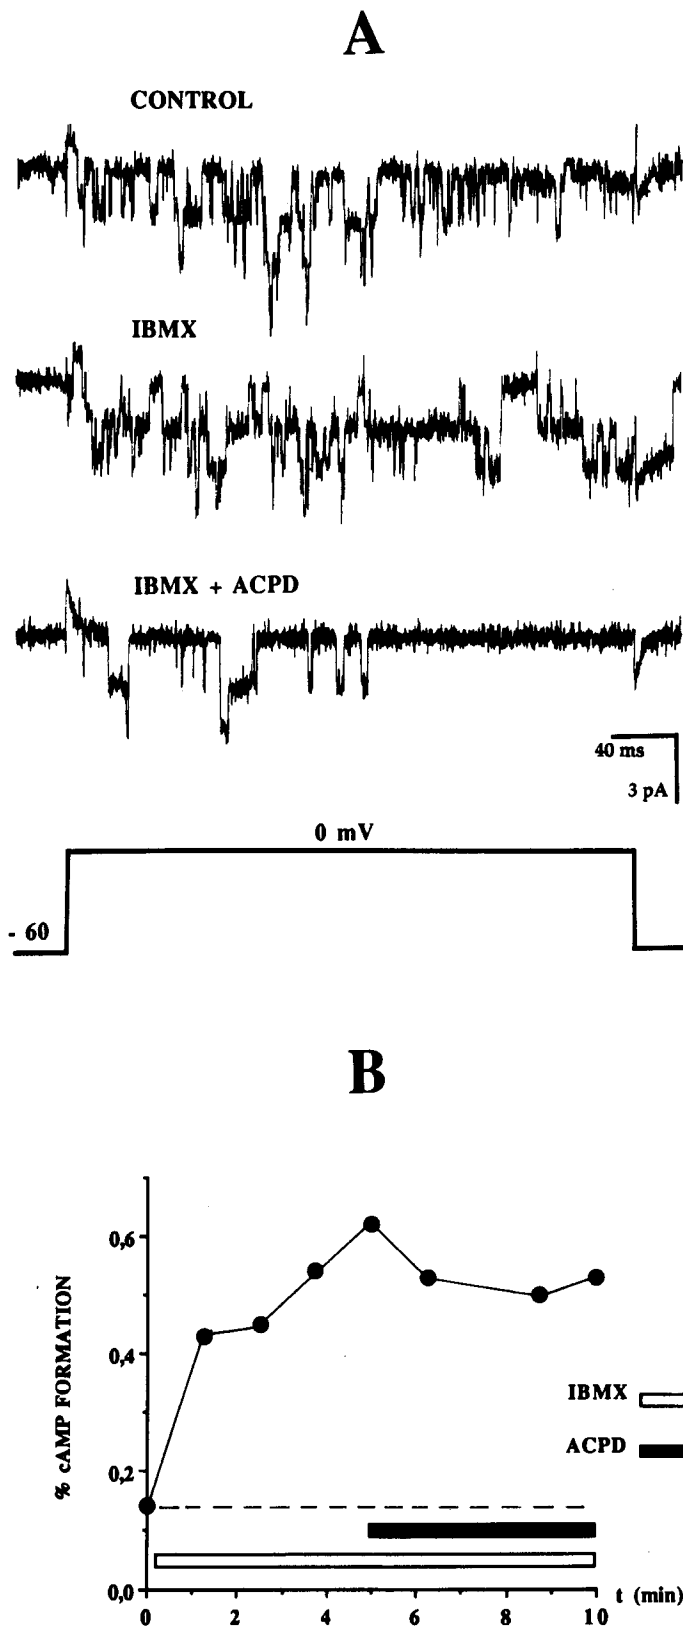 A
CONTROL
IBMX
IBMX + ACPD
40 ms
3 pA
0 mV
- 60
B
% cAMP FORMATION
0,6
0,4
0,2
0,0
IBMX
ACPD
0 2 4 6 8 10
t (min)